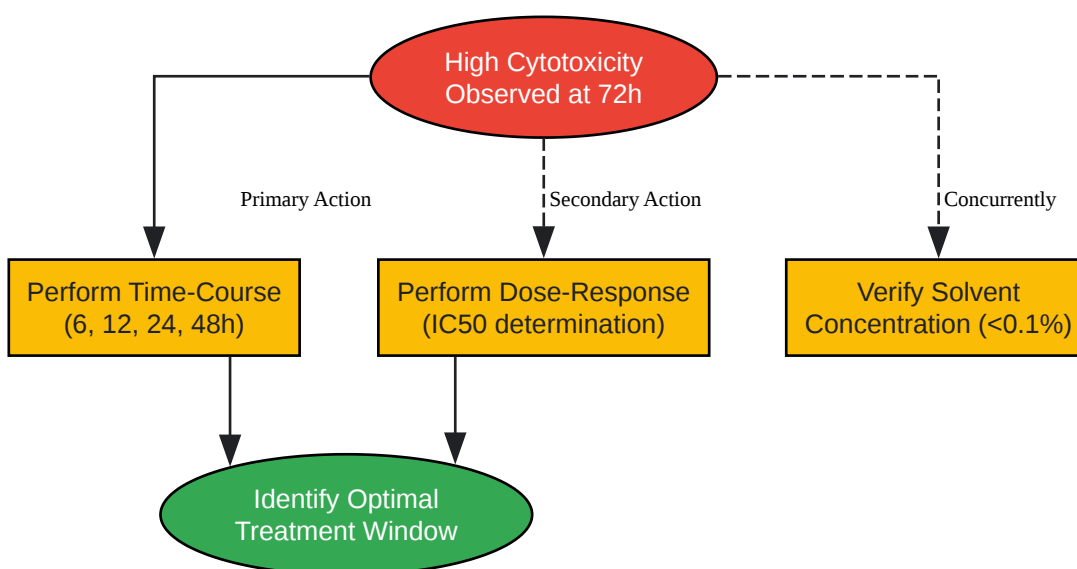 High Cytotoxicity
Observed at 72h
Primary Action
Secondary Action
Concurrently
Perform Time-Course
(6, 12, 24, 48h)
Perform Dose-Response
(IC50 determination)
Verify Solvent
Concentration (<0.1%)
Identify Optimal
Treatment Window